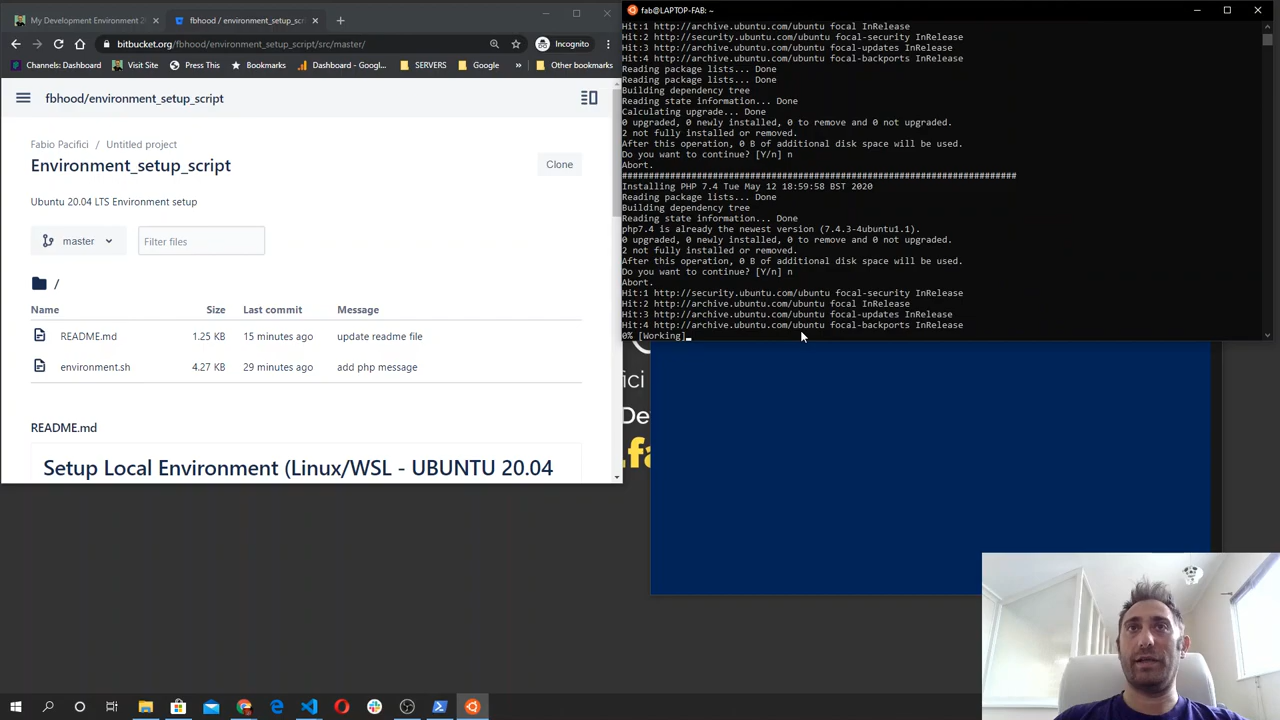 My Development Environment 20
fbhood / environment_setup_scrip
bitbucket.org/fbhood/environment_setup_script/src/master/
Incognito
Channels: Dashboard
Visit Site
Press This
Bookmarks
Dashboard - Googl...
SERVERS
Google
»
Other bookmarks
fbhood/environment_setup_script
Fabio Pacifici / Untitled project
Environment_setup_script
Clone
Ubuntu 20.04 LTS Environment setup
master
Filter files
/
Name Size Last commit Message
README.md 1.25 KB 15 minutes ago update readme file
environment.sh 4.27 KB 29 minutes ago add php message
README.md
Setup Local Environment (Linux/WSL - UBUNTU 20.04
fab@LAPTOP-FAB: ~
Hit:1 http://archive.ubuntu.com/ubuntu focal InRelease
Hit:2 http://security.ubuntu.com/ubuntu focal-security InRelease
Hit:3 http://archive.ubuntu.com/ubuntu focal-updates InRelease
Hit:4 http://archive.ubuntu.com/ubuntu focal-backports InRelease
Reading package lists... Done
Reading package lists... Done
Building dependency tree
Reading state information... Done
Calculating upgrade... Done
0 upgraded, 0 newly installed, 0 to remove and 0 not upgraded.
2 not fully installed or removed.
After this operation, 0 B of additional disk space will be used.
Do you want to continue? [Y/n] n
Abort.
##########################################################################
Installing PHP 7.4 Tue May 12 18:59:58 BST 2020
Reading package lists... Done
Building dependency tree
Reading state information... Done
php7.4 is already the newest version (7.4.3-4ubuntu1.1).
0 upgraded, 0 newly installed, 0 to remove and 0 not upgraded.
2 not fully installed or removed.
After this operation, 0 B of additional disk space will be used.
Do you want to continue? [Y/n] n
Abort.
Hit:1 http://security.ubuntu.com/ubuntu focal-security InRelease
Hit:2 http://archive.ubuntu.com/ubuntu focal InRelease
Hit:3 http://archive.ubuntu.com/ubuntu focal-updates InRelease
Hit:4 http://archive.ubuntu.com/ubuntu focal-backports InRelease
0% [Working]
ici
De
.fa